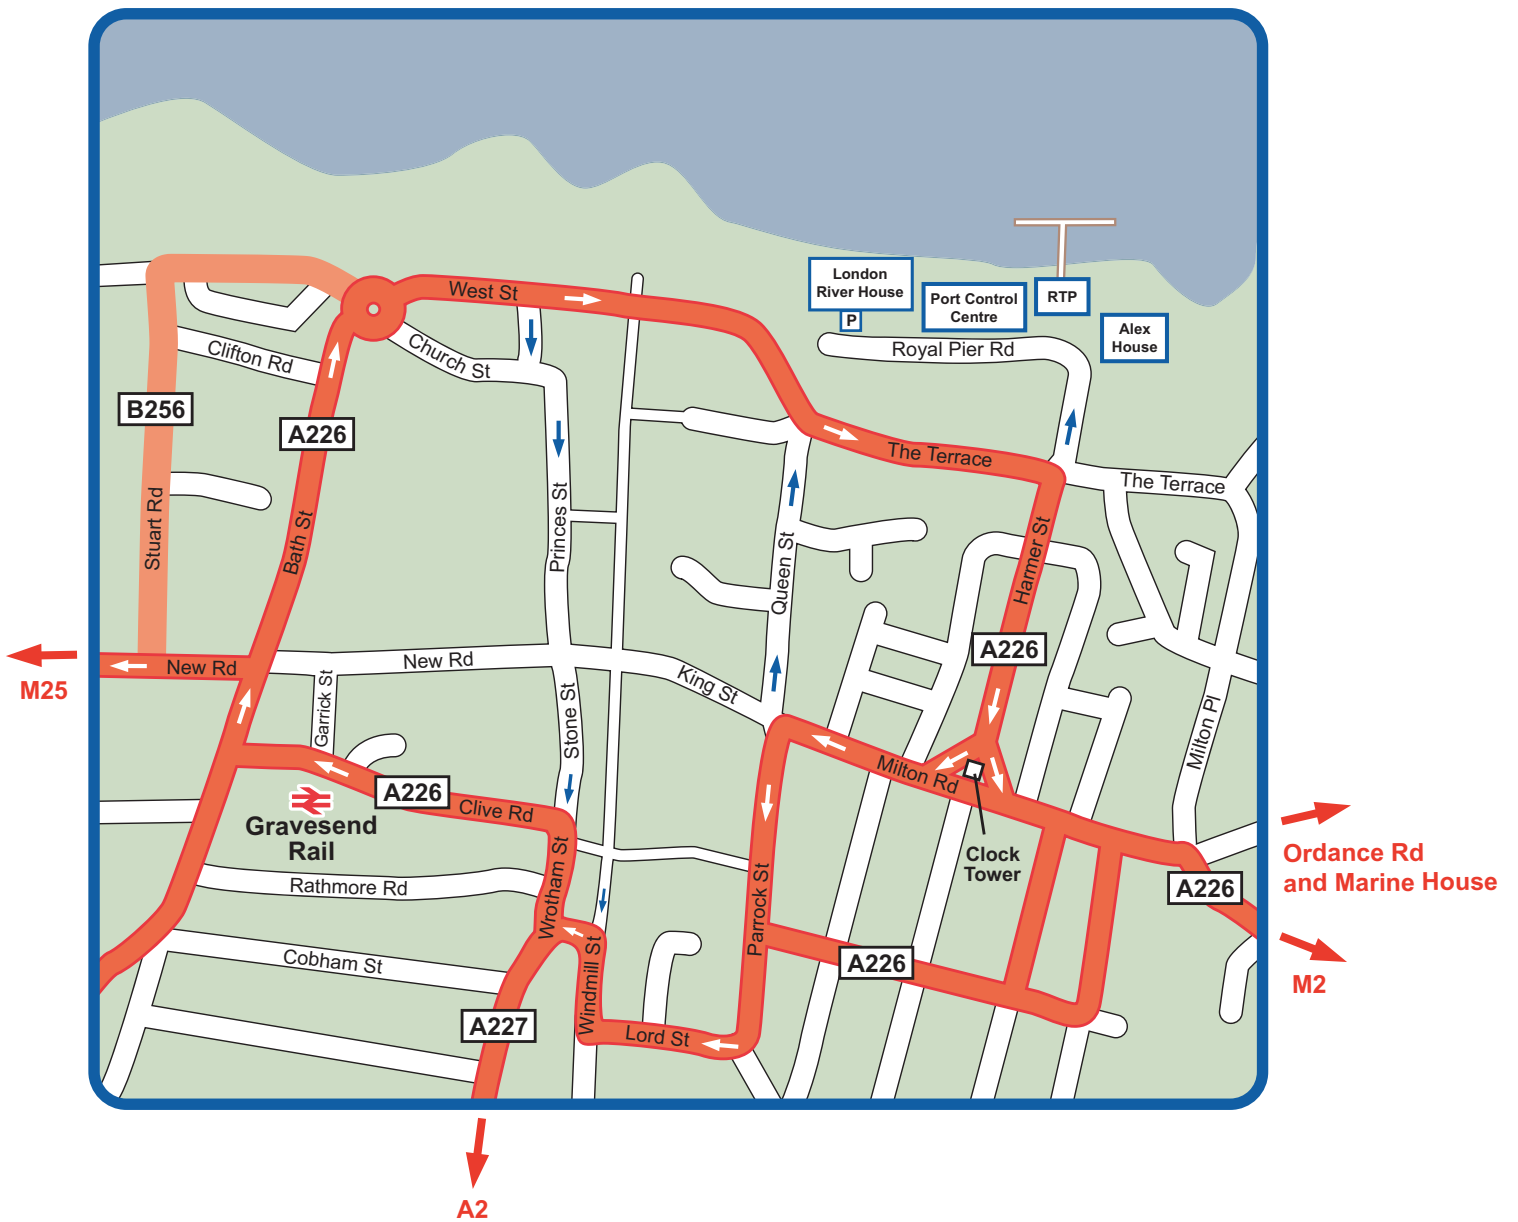 West St
London
River House
P
Port Control
Centre
RTP
Alex
House
Royal Pier Rd
Clifton Rd
Church St
B256
A226
The Terrace
The Terrace
Stuart Rd
Bath St
Princes St
Queen St
Harmer St
A226
New Rd
New Rd
King St
M25
Garrick St
Stone St
Milton Pl
Milton Rd
A226
Clive Rd
Gravesend
Rail
Clock
Tower
Ordance Rd
and Marine House
A226
Rathmore Rd
Wrotham St
Parrock St
Cobham St
Windmill St
A226
M2
A227
Lord St
A2